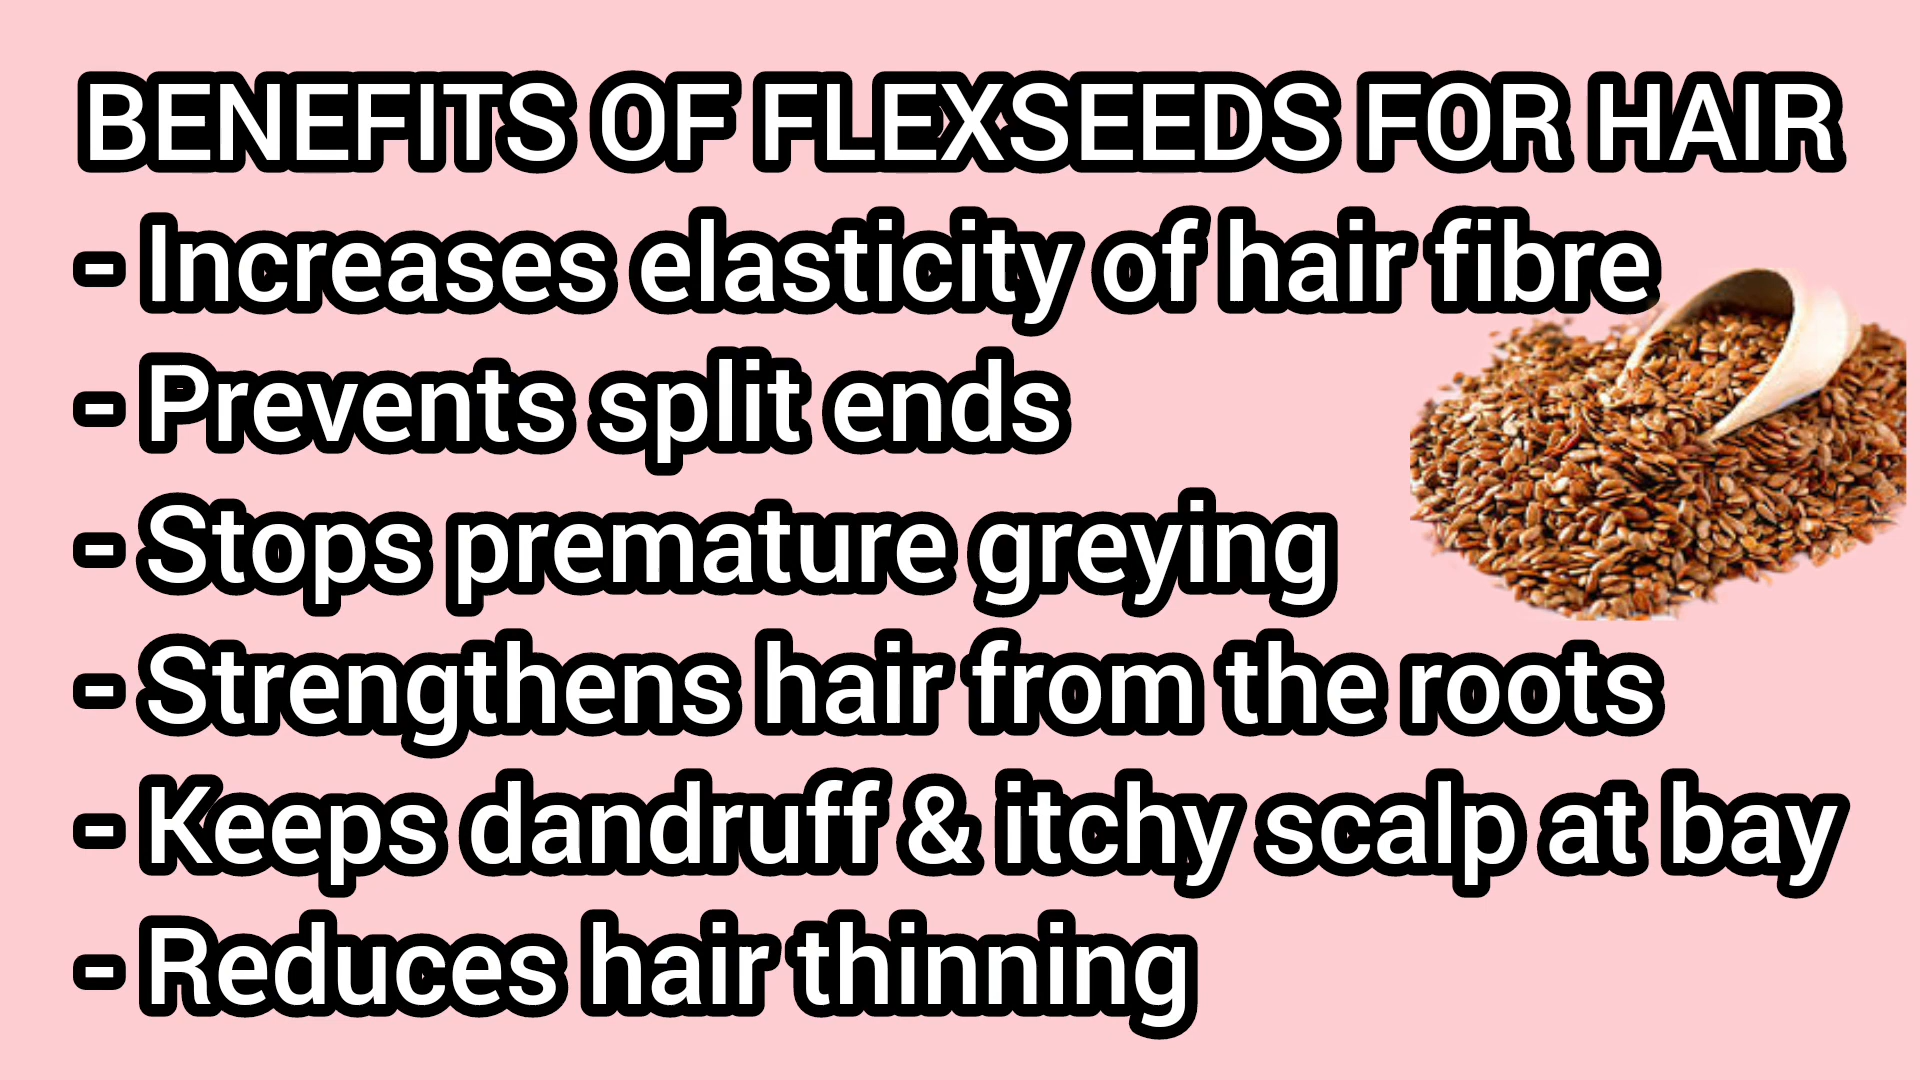 BENEFITS OF FLEXSEEDS FOR HAIR
- Increases elasticity of hair fibre
- Prevents split ends
- Stops premature greying
- Strengthens hair from the roots
- Keeps dandruff & itchy scalp at bay
- Reduces hair thinning